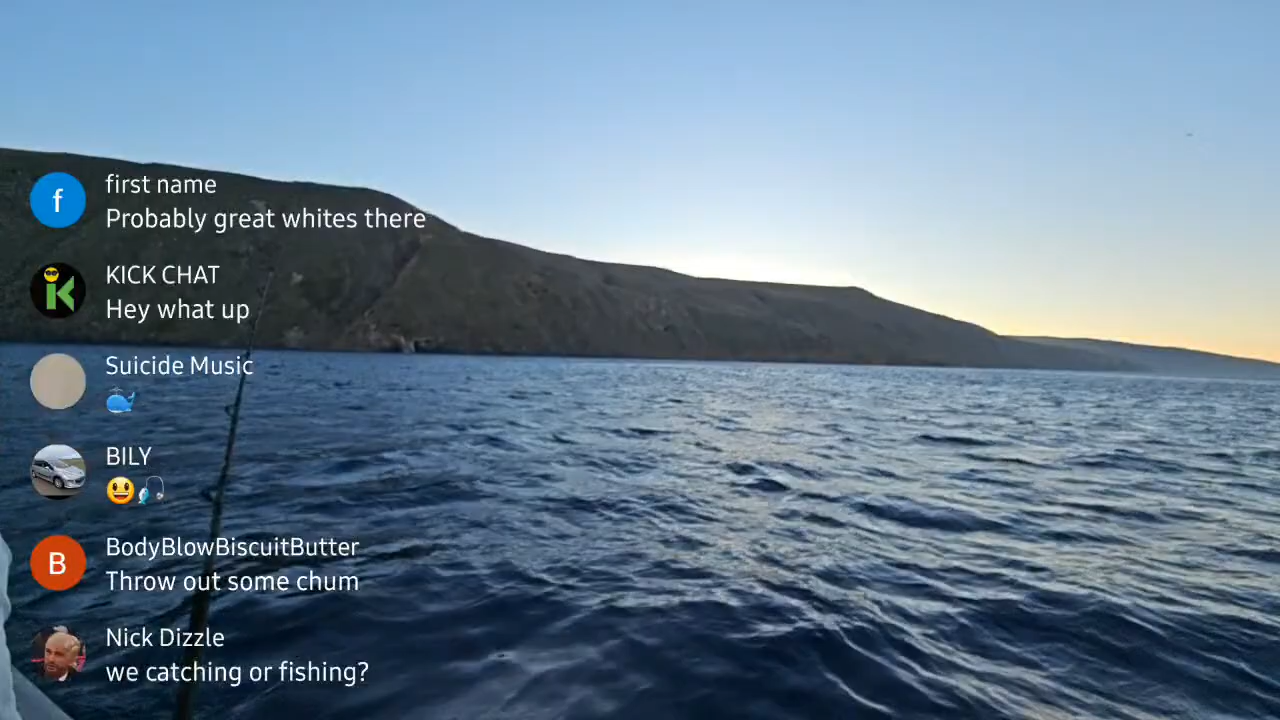 f
first name
Probably great whites there
KICK CHAT
Hey what up
Suicide Music
🐳
BILY
😃🎣
B
BodyBlowBiscuitButter
Throw out some chum
Nick Dizzle
we catching or fishing?